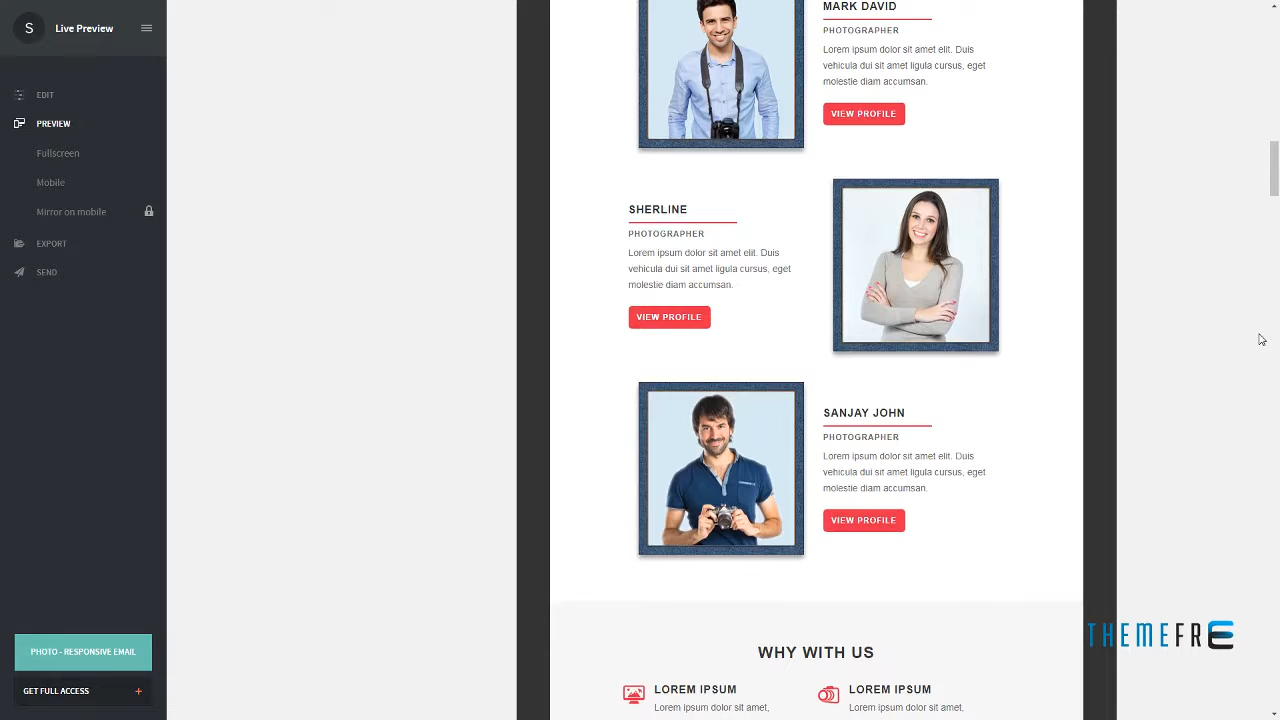 S
Live Preview
EDIT
PREVIEW
Fullscreen
Mobile
Mirror on mobile
EXPORT
SEND
PHOTO - RESPONSIVE EMAIL
GET FULL ACCESS +
MARK DAVID
PHOTOGRAPHER
Lorem ipsum dolor sit amet elit. Duis
vehicula dui sit amet ligula cursus, eget
molestie diam accumsan.
VIEW PROFILE
SHERLINE
PHOTOGRAPHER
Lorem ipsum dolor sit amet elit. Duis
vehicula dui sit amet ligula cursus, eget
molestie diam accumsan.
VIEW PROFILE
SANJAY JOHN
PHOTOGRAPHER
Lorem ipsum dolor sit amet elit. Duis
vehicula dui sit amet ligula cursus, eget
molestie diam accumsan.
VIEW PROFILE
WHY WITH US
LOREM IPSUM
Lorem ipsum dolor sit amet,
LOREM IPSUM
Lorem ipsum dolor sit amet,
THEMEFRE